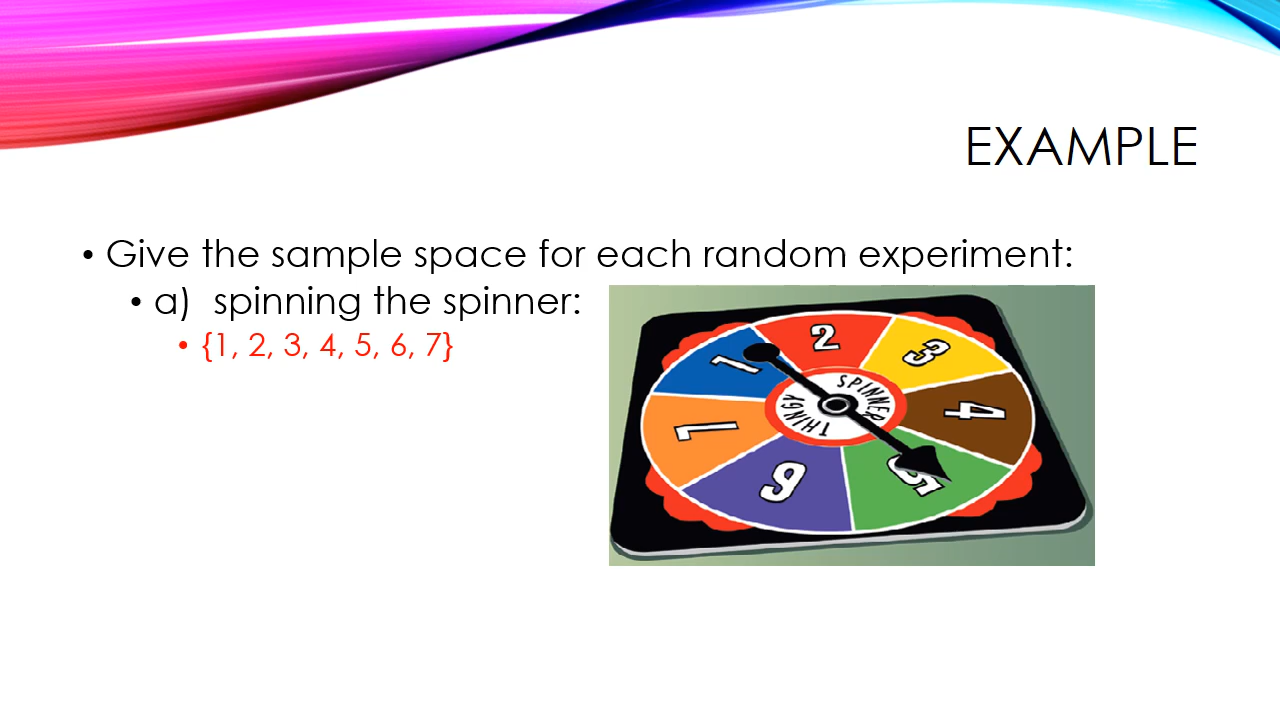 EXAMPLE
• Give the sample space for each random experiment:
• a) spinning the spinner:
• {1, 2, 3, 4, 5, 6, 7}
2
1
3
SPINNER
4
THINGY
7
6
5